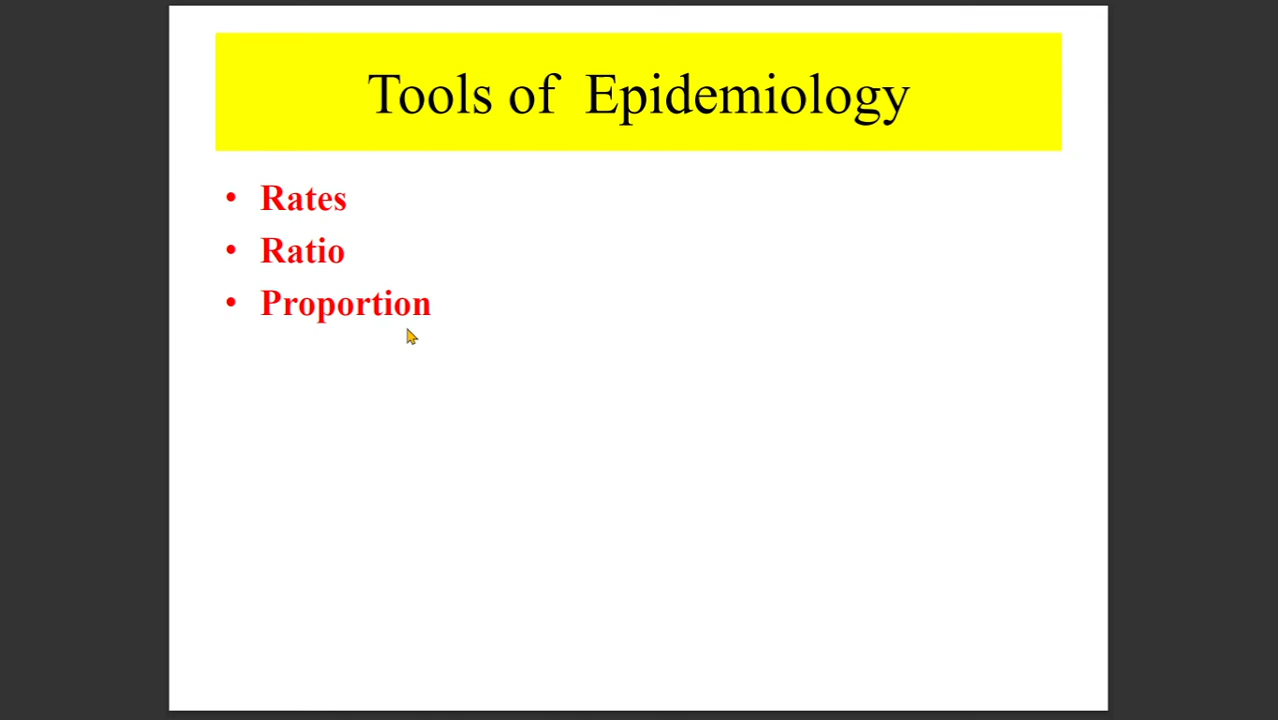 Tools of Epidemiology
• Rates
• Ratio
• Proportion